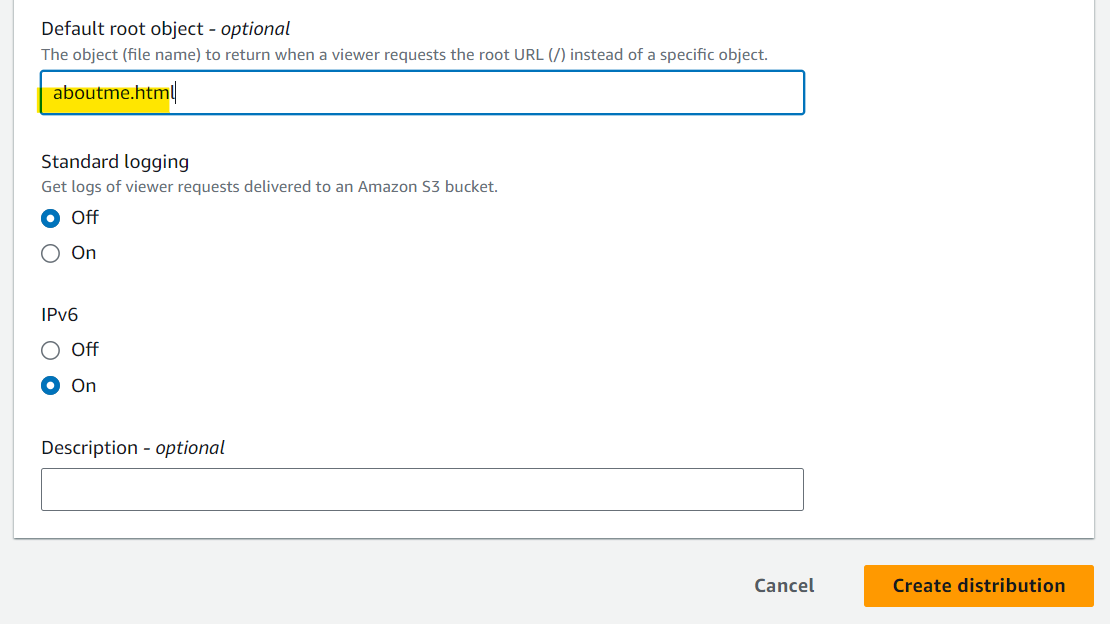 Default root object - optional
The object (file name) to return when a viewer requests the root URL (/) instead of a specific object.
aboutme.html
Standard logging
Get logs of viewer requests delivered to an Amazon S3 bucket.
Off
On
IPv6
Off
On
Description - optional
Cancel Create distribution